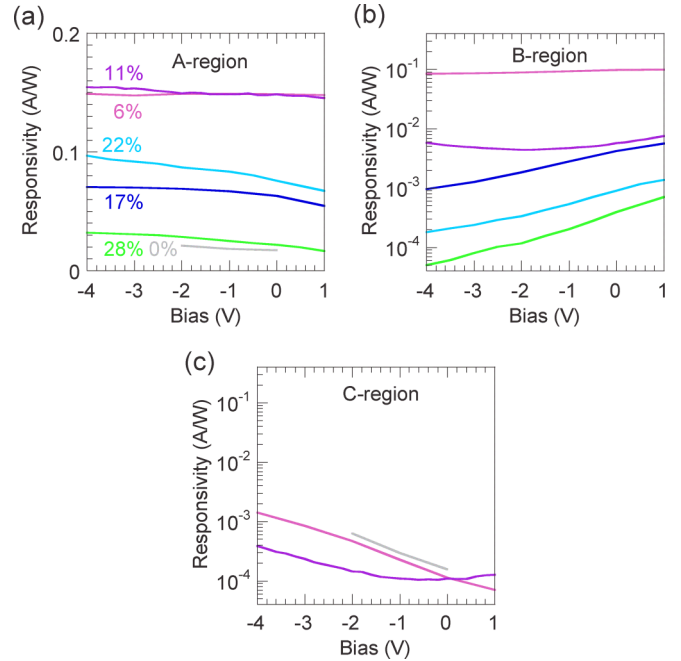 (a)
A-region
Responsivity (A/W)
0.2
0.1
0
11%
6%
22%
17%
28% 0%
-4 -3 -2 -1 0 1
Bias (V)
(b)
B-region
Responsivity (A/W)
10-1
10-2
10-3
10-4
-4 -3 -2 -1 0 1
Bias (V)
(c)
C-region
Responsivity (A/W)
10-1
10-2
10-3
10-4
-4 -3 -2 -1 0 1
Bias (V)